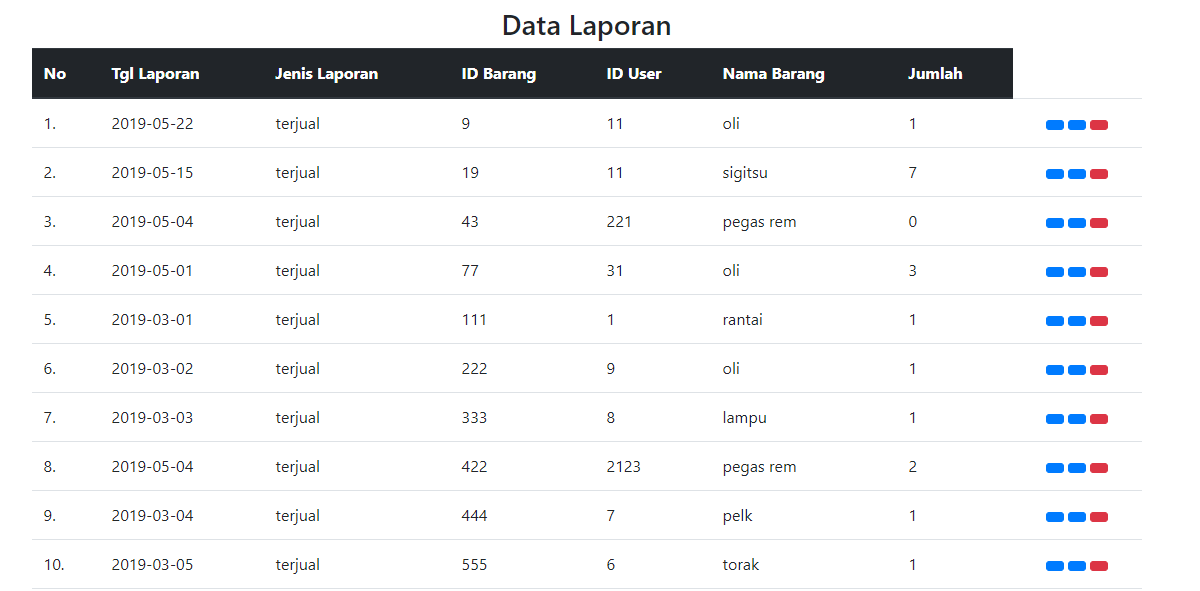 Data Laporan
No Tgl Laporan Jenis Laporan ID Barang ID User Nama Barang Jumlah
1. 2019-05-22 terjual 9 11 oli 1
2. 2019-05-15 terjual 19 11 sigitsu 7
3. 2019-05-04 terjual 43 221 pegas rem 0
4. 2019-05-01 terjual 77 31 oli 3
5. 2019-03-01 terjual 111 1 rantai 1
6. 2019-03-02 terjual 222 9 oli 1
7. 2019-03-03 terjual 333 8 lampu 1
8. 2019-05-04 terjual 422 2123 pegas rem 2
9. 2019-03-04 terjual 444 7 pelk 1
10. 2019-03-05 terjual 555 6 torak 1